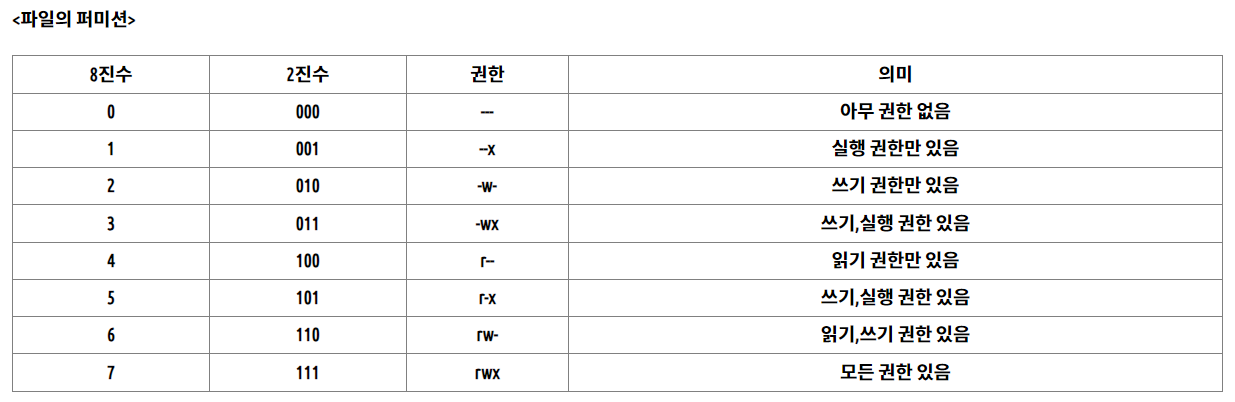 <파일의 퍼미션>
8진수 2진수 권한 의미
0 000 --- 아무 권한 없음
1 001 --x 실행 권한만 있음
2 010 -w- 쓰기 권한만 있음
3 011 -wx 쓰기,실행 권한 있음
4 100 r-- 읽기 권한만 있음
5 101 r-x 쓰기,실행 권한 있음
6 110 rw- 읽기,쓰기 권한 있음
7 111 rwx 모든 권한 있음